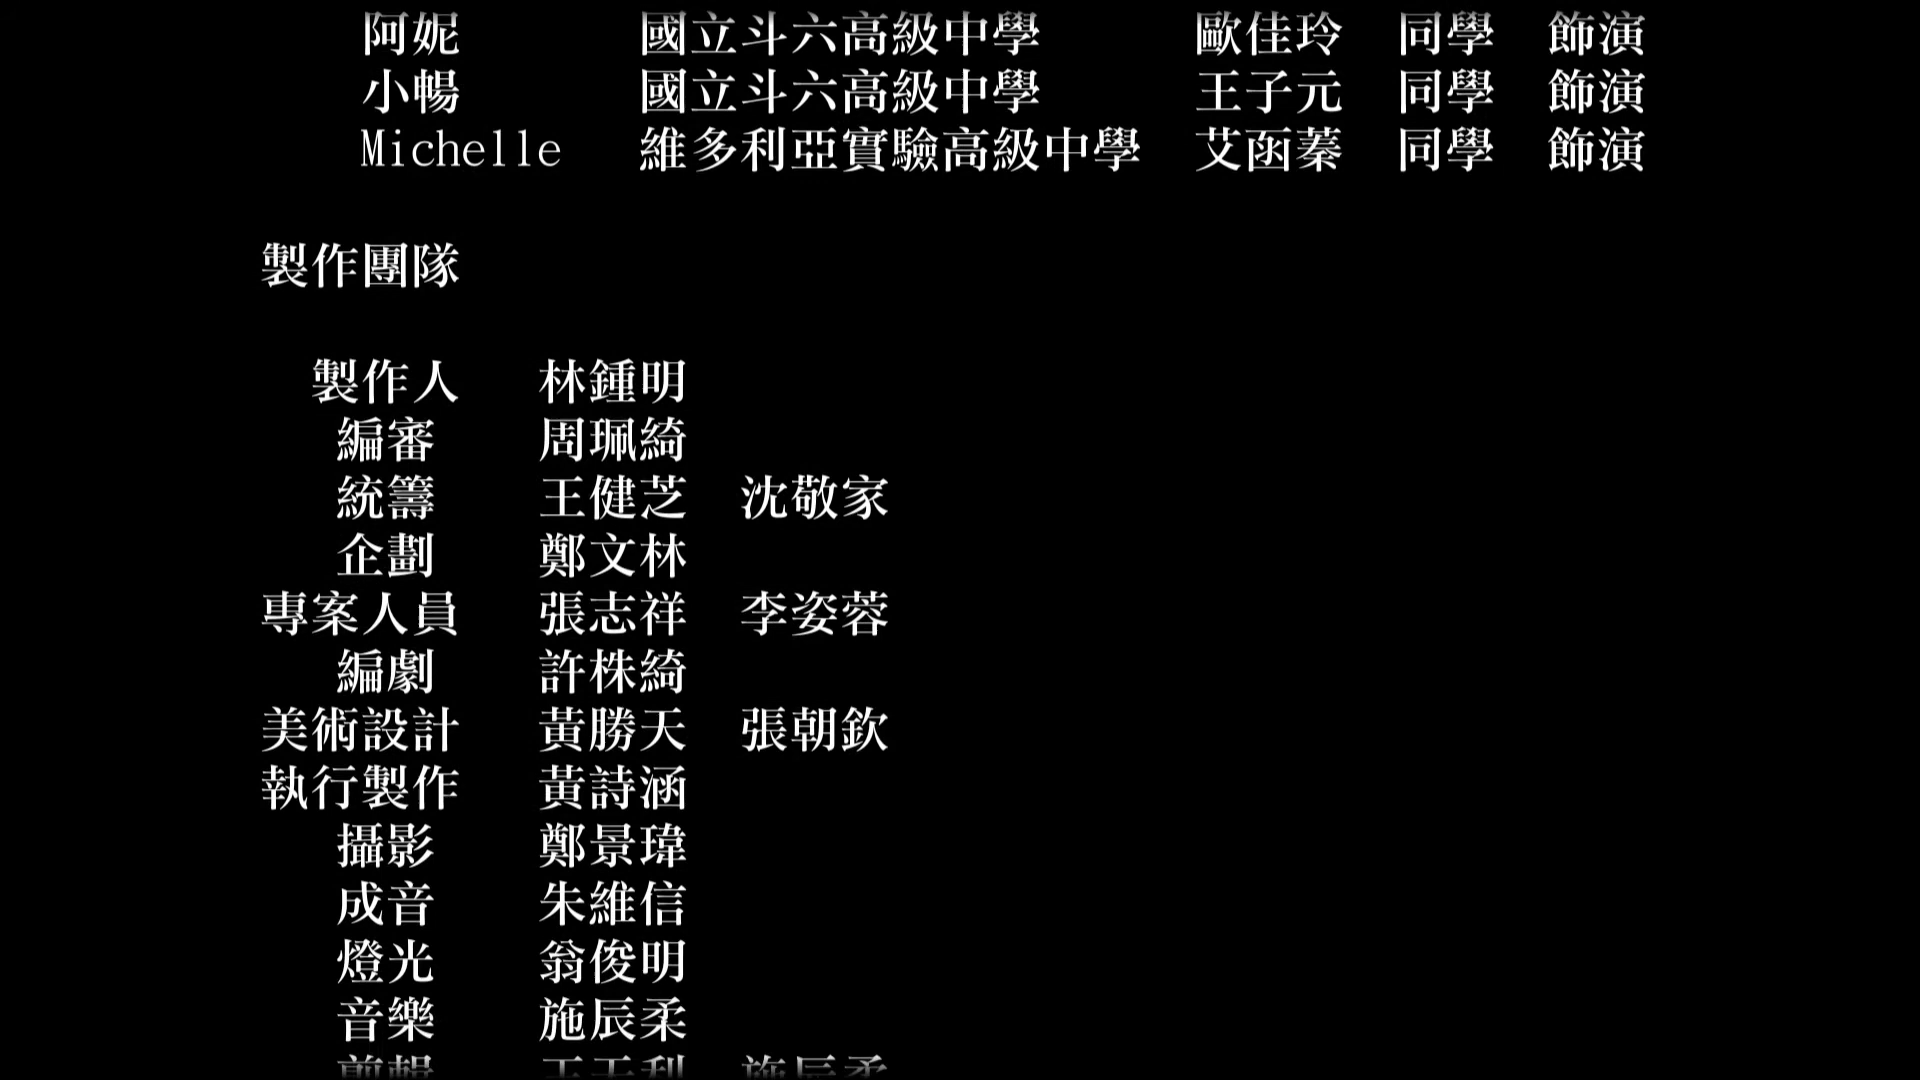 阿妮 國立斗六高級中學 歐佳玲 同學 飾演
小暢 國立斗六高級中學 王子元 同學 飾演
Michelle 維多利亞實驗高級中學 艾函蓁 同學 飾演
製作團隊
製作人 林鍾明
編審 周珮綺
統籌 王健芝 沈敬家
企劃 鄭文林
專案人員 張志祥 李姿蓉
編劇 許株綺
美術設計 黃勝天 張朝欽
執行製作 黃詩涵
攝影 鄭景瑋
成音 朱維信
燈光 翁俊明
音樂 施辰柔
剪輯 施辰柔